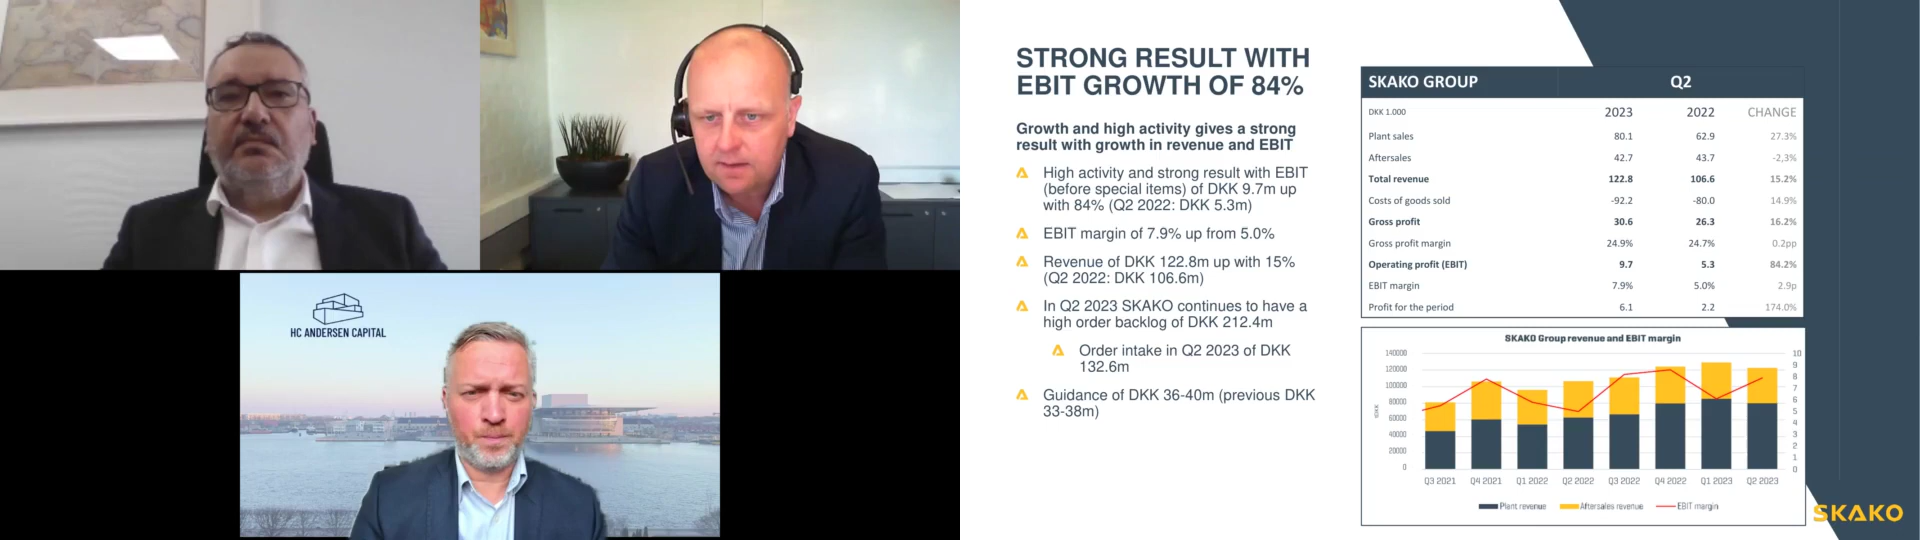 HC ANDERSEN CAPITAL
STRONG RESULT WITH
EBIT GROWTH OF 84%
Growth and high activity gives a strong
result with growth in revenue and EBIT
High activity and strong result with EBIT
(before special items) of DKK 9.7m up
with 84% (Q2 2022: DKK 5.3m)
EBIT margin of 7.9% up from 5.0%
Revenue of DKK 122.8m up with 15%
(Q2 2022: DKK 106.6m)
In Q2 2023 SKAKO continues to have a
high order backlog of DKK 212.4m
Order intake in Q2 2023 of DKK
132.6m
Guidance of DKK 36-40m (previous DKK
33-38m)
SKAKO GROUP Q2
DKK 1.000 2023 2022 CHANGE
Plant sales 80.1 62.9 27.3%
Aftersales 42.7 43.7 -2,3%
Total revenue 122.8 106.6 15.2%
Costs of goods sold -92.2 -80.0 14.9%
Gross profit 30.6 26.3 16.2%
Gross profit margin 24.9% 24.7% 0.2pp
Operating profit (EBIT) 9.7 5.3 84.2%
EBIT margin 7.9% 5.0% 2.9p
Profit for the period 6.1 2.2 174.0%
SKAKO Group revenue and EBIT margin
140000 10
120000 9
100000 8
80000 7
60000 6
40000 5
20000 4
0 3
2
1
0
Q3 2021 Q4 2021 Q1 2022 Q2 2022 Q3 2022 Q4 2022 Q1 2023 Q2 2023
Plant revenue Aftersales revenue EBIT margin
SKAKO